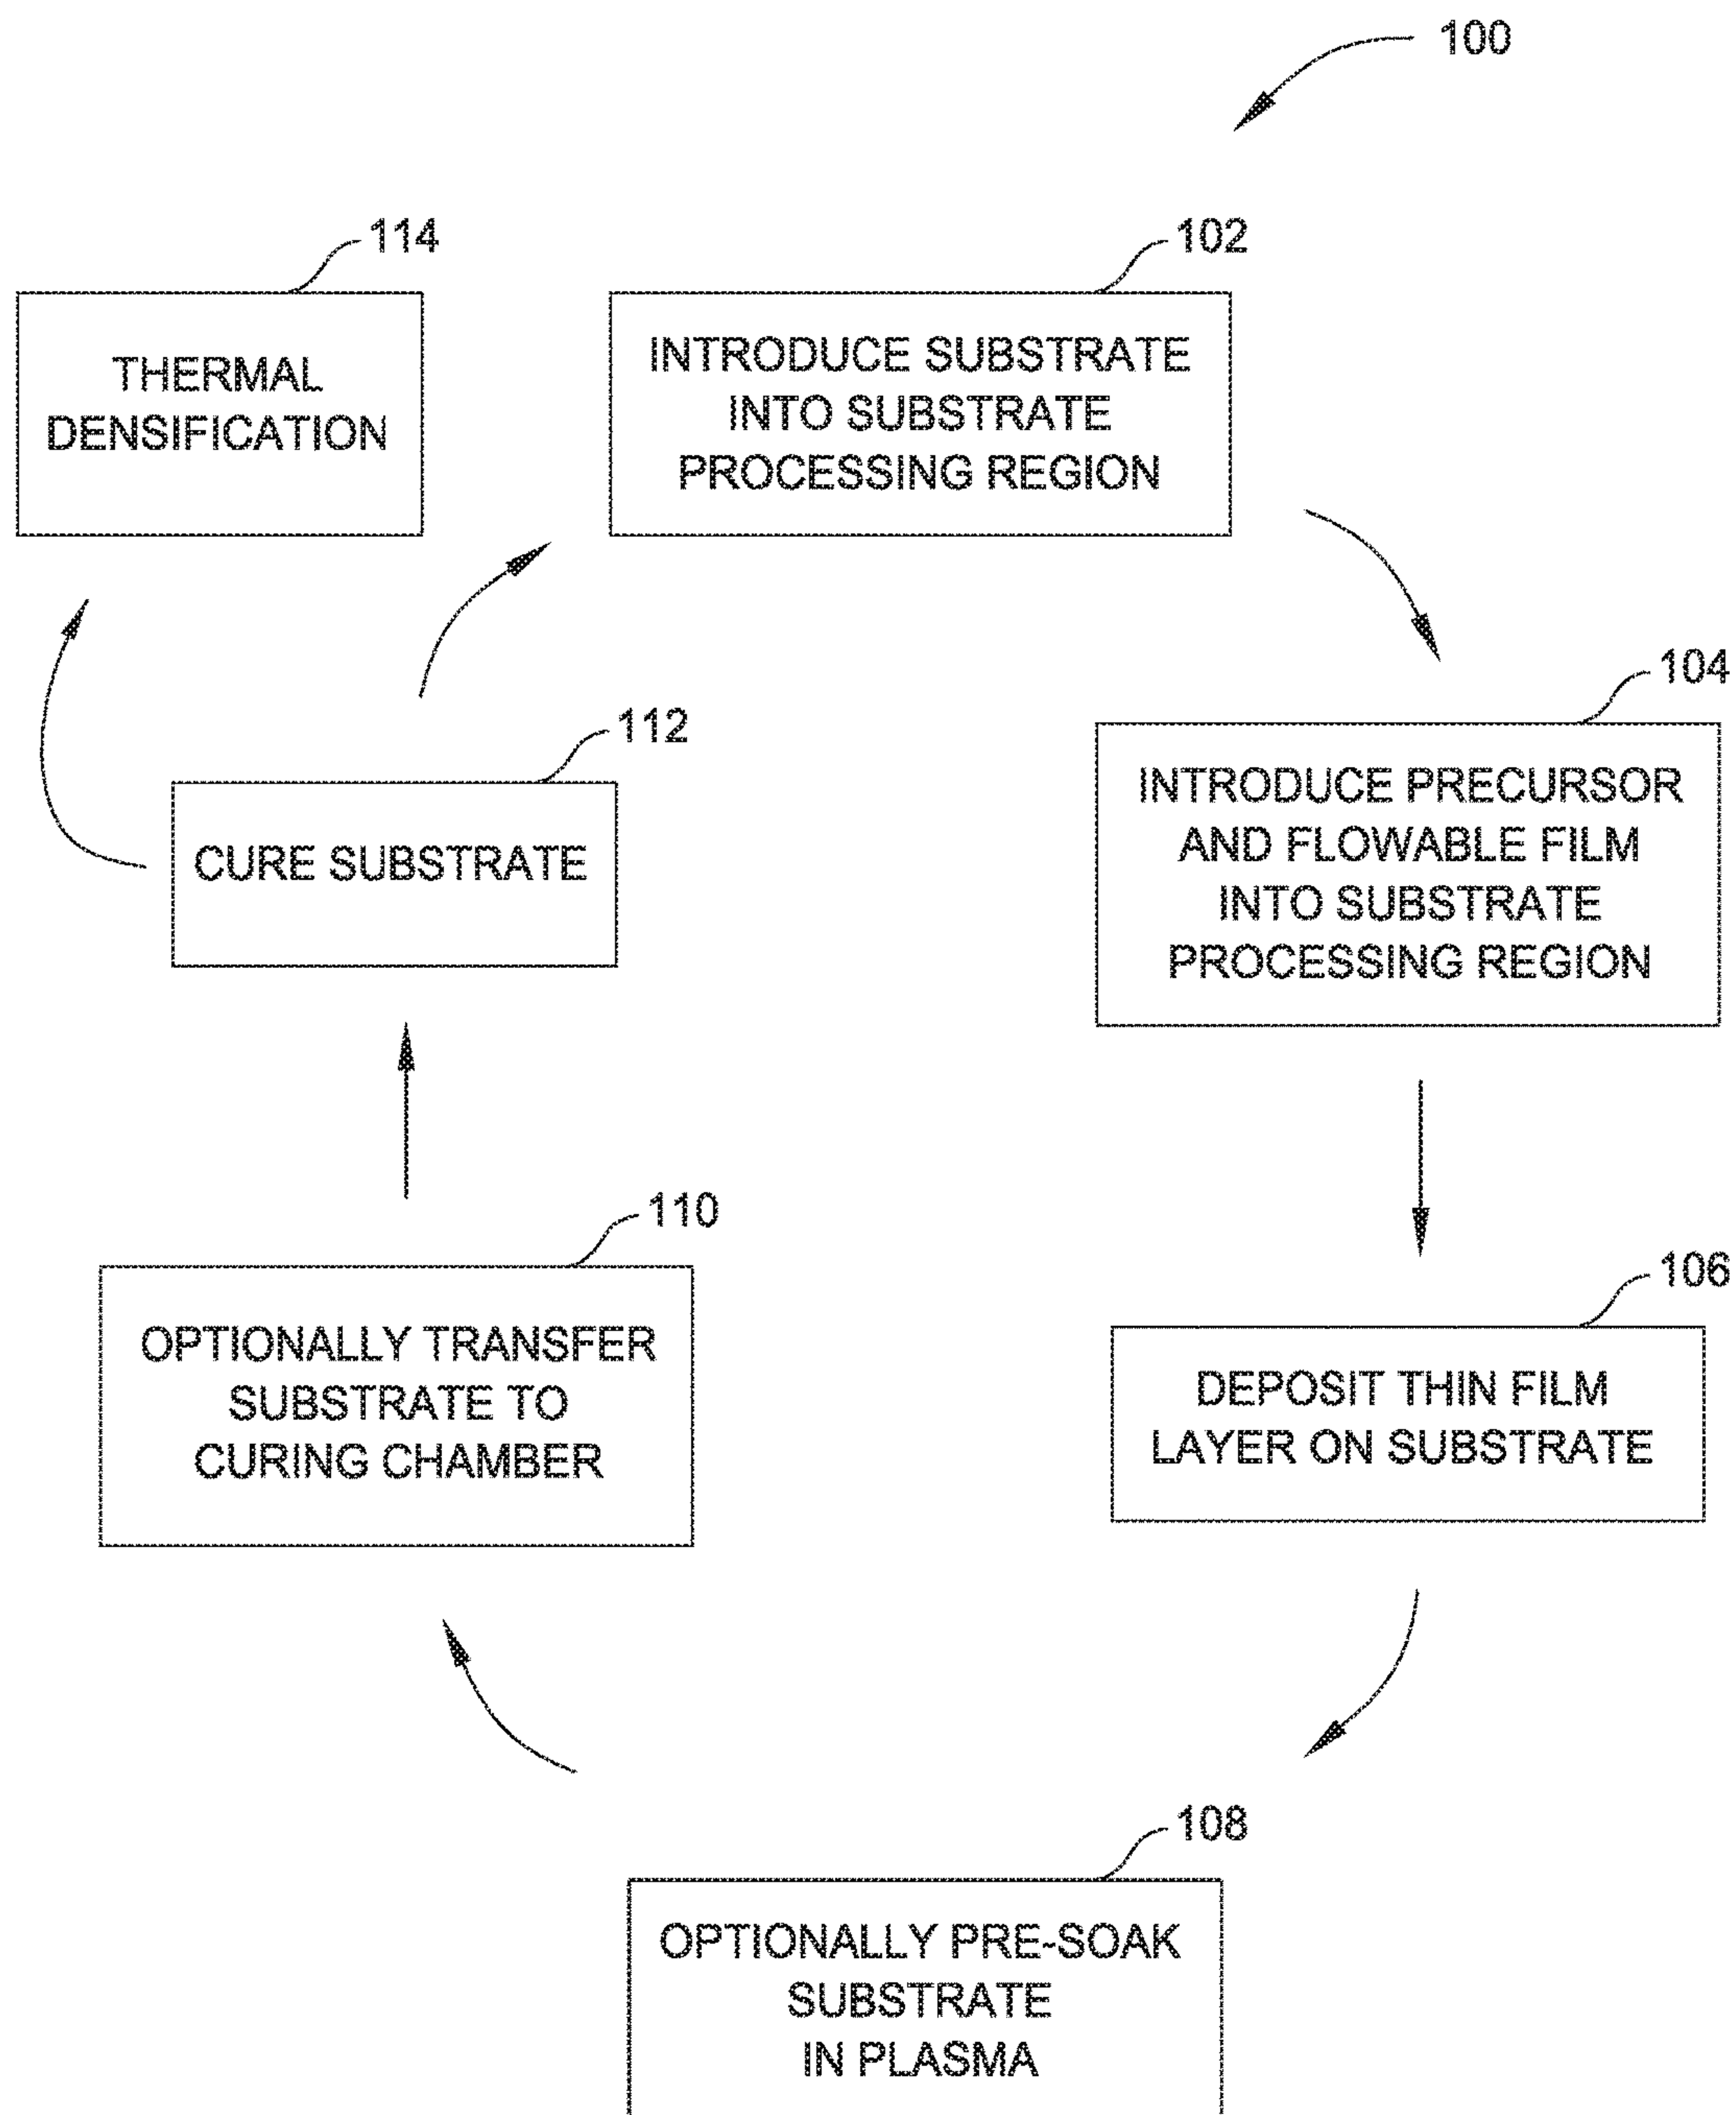 100
114
THERMAL
DENSIFICATION
102
INTRODUCE SUBSTRATE
INTO SUBSTRATE
PROCESSING REGION
104
INTRODUCE PRECURSOR
AND FLOWABLE FILM
INTO SUBSTRATE
PROCESSING REGION
112
CURE SUBSTRATE
110
OPTIONALLY TRANSFER
SUBSTRATE TO
CURING CHAMBER
106
DEPOSIT THIN FILM
LAYER ON SUBSTRATE
108
OPTIONALLY PRE-SOAK
SUBSTRATE
IN PLASMA